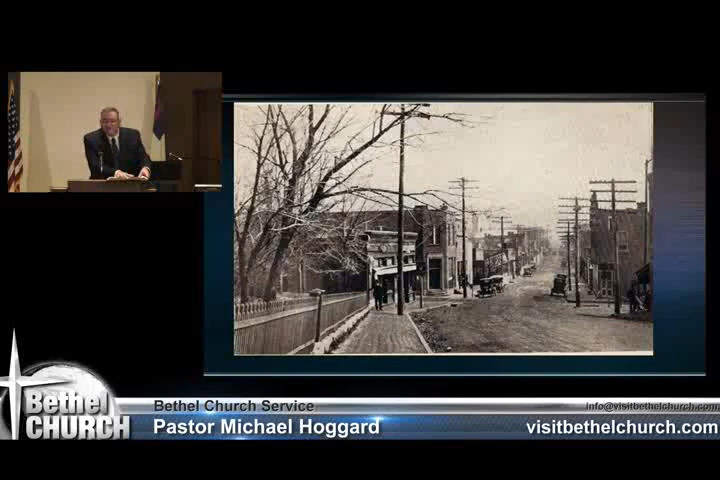 Bethel
CHURCH
Bethel Church Service
info@visitbethelchurch.com
Pastor Michael Hoggard
visitbethelchurch.com